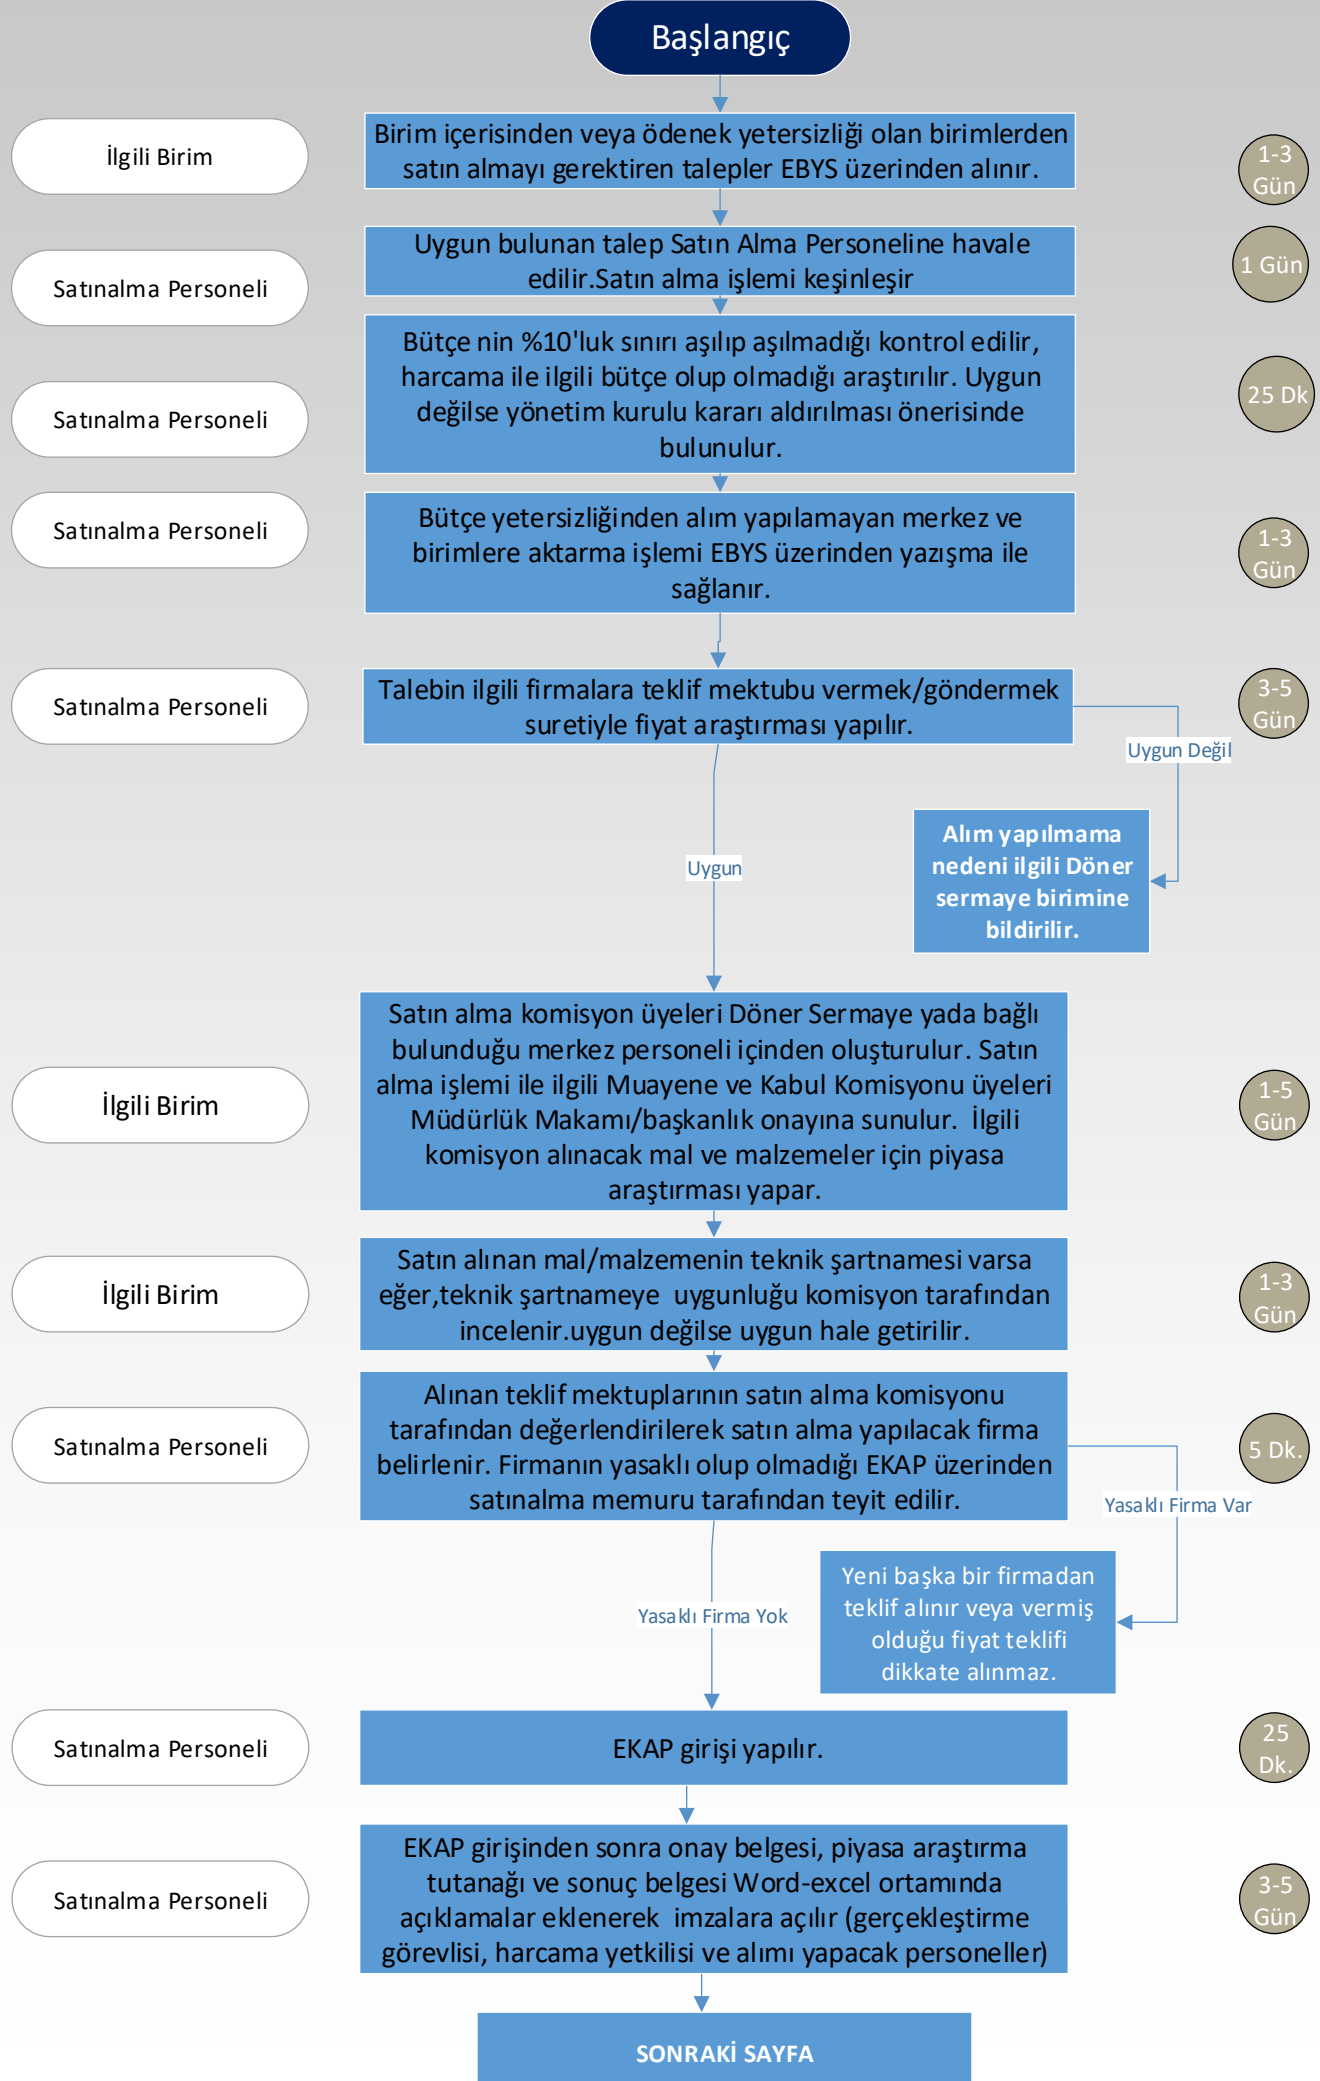 Başlangıç
İlgili Birim
Birim içerisinden veya ödenek yetersizliği olan birimlerden
satın almayı gerektiren talepler EBYS üzerinden alınır.
1-3
Gün
Satınalma Personeli
Uygun bulunan talep Satın Alma Personeline havale
edilir.Satın alma işlemi keşinleşir
1 Gün
Satınalma Personeli
Bütçe nin %10'luk sınırı aşılıp aşılmadığı kontrol edilir,
harcama ile ilgili bütçe olup olmadığı araştırılır. Uygun
değilse yönetim kurulu kararı aldırılması önerisinde
bulunulur.
25 Dk
Satınalma Personeli
Bütçe yetersizliğinden alım yapılamayan merkez ve
birimlere aktarma işlemi EBYS üzerinden yazışma ile
sağlanır.
1-3
Gün
Satınalma Personeli
Talebin ilgili firmalara teklif mektubu vermek/göndermek
suretiyle fiyat araştırması yapılır.
3-5
Gün
Uygun Değil
Alım yapılmama
nedeni ilgili Döner
sermaye birimine
bildirilir.
Uygun
İlgili Birim
Satın alma komisyon üyeleri Döner Sermaye yada bağlı
bulunduğu merkez personeli içinden oluşturulur. Satın
alma işlemi ile ilgili Muayene ve Kabul Komisyonu üyeleri
Müdürlük Makamı/başkanlık onayına sunulur.  İlgili
komisyon alınacak mal ve malzemeler için piyasa
araştırması yapar.
1-5
Gün
İlgili Birim
Satın alınan mal/malzemenin teknik şartnamesi varsa
eğer,teknik şartnameye  uygunluğu komisyon tarafından
incelenir.uygun değilse uygun hale getirilir.
1-3
Gün
Satınalma Personeli
Alınan teklif mektuplarının satın alma komisyonu
tarafından değerlendirilerek satın alma yapılacak firma
belirlenir. Firmanın yasaklı olup olmadığı EKAP üzerinden
satınalma memuru tarafından teyit edilir.
5 Dk.
Yasaklı Firma Var
Yeni başka bir firmadan
teklif alınır veya vermiş
olduğu fiyat teklifi
dikkate alınmaz.
Yasaklı Firma Yok
Satınalma Personeli
EKAP girişi yapılır.
25
Dk.
Satınalma Personeli
EKAP girişinden sonra onay belgesi, piyasa araştırma
tutanağı ve sonuç belgesi Word-excel ortamında
açıklamalar eklenerek  imzalara açılır (gerçekleştirme
görevlisi, harcama yetkilisi ve alımı yapacak personeller)
3-5
Gün
SONRAKİ SAYFA